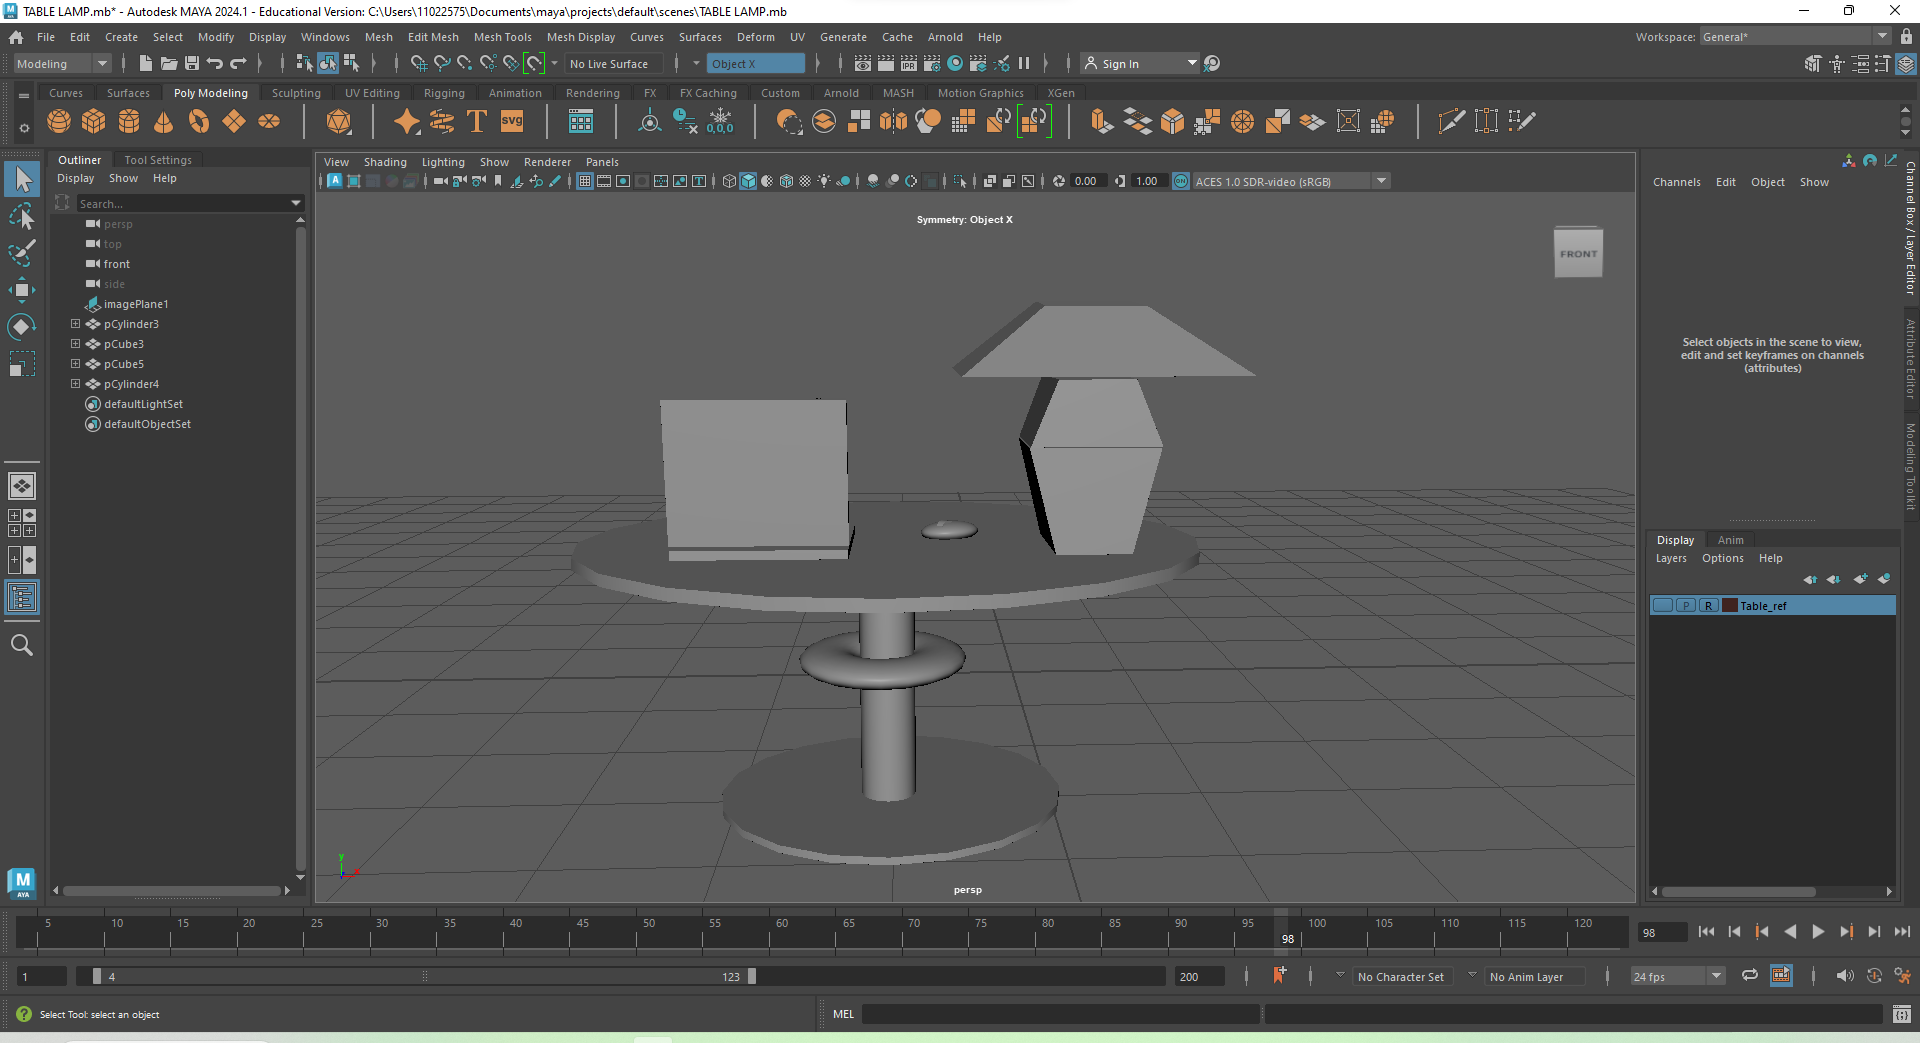 TABLE LAMP.mb* - Autodesk MAYA 2024.1 - Educational Version: C:\Users\11022575\Documents\maya\projects\default\scenes\TABLE LAMP.mb
File Edit Create Select Modify Display Windows Mesh Edit Mesh Mesh Tools Mesh Display Curves Surfaces Deform UV Generate Cache Arnold Help Workspace: General*
Modeling No Live Surface Object X Sign In
Curves Surfaces Poly Modeling Sculpting UV Editing Rigging Animation Rendering FX FX Caching Custom Arnold MASH Motion Graphics XGen
T SVG 0,0,0
Outliner Tool Settings
Display Show Help
Search...
persp
top
front
side
imagePlane1
pCylinder3
pCube3
pCube5
pCylinder4
defaultLightSet
defaultObjectSet
View Shading Lighting Show Renderer Panels
0.00 1.00 ACES 1.0 SDR-video (sRGB)
Symmetry: Object X
FRONT
y
persp
Channels Edit Object Show
Select objects in the scene to view,
edit and set keyframes on channels
(attributes)
Channel Box / Layer Editor
Attribute Editor
Modeling Toolkit
Display Anim
Layers Options Help
P R Table_ref
M
AYA
5 10 15 20 25 30 35 40 45 50 55 60 65 70 75 80 85 90 95 100 105 110 115 120
98
98
1 4 123 200 No Character Set No Anim Layer 24 fps
Select Tool: select an object
MEL